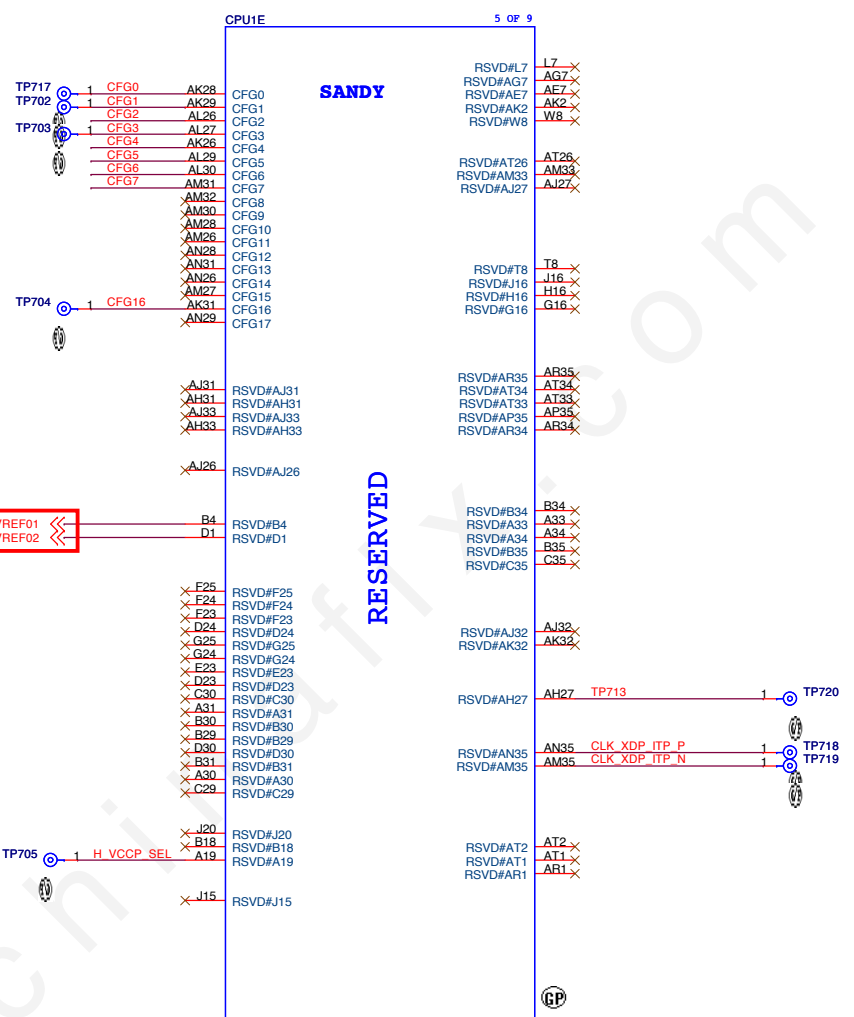 CPU1E 5 OF 9
SANDY
RESERVED
TP717 1 CFG0 AK28 CFG0
TP702 1 CFG1 AK29 CFG1
CFG2 AL26 CFG2
TP703 1 CFG3 AL27 CFG3
CFG4 AK26 CFG4
CFG5 AL29 CFG5
CFG6 AL30 CFG6
CFG7 AM31 CFG7
AM32 CFG8
AM30 CFG9
AM28 CFG10
AM26 CFG11
AN28 CFG12
AN31 CFG13
AN26 CFG14
AM27 CFG15
TP704 1 CFG16 AK31 CFG16
AN29 CFG17
AJ31 RSVD#AJ31
AH31 RSVD#AH31
AJ33 RSVD#AJ33
AH33 RSVD#AH33
AJ26 RSVD#AJ26
VREF01 B4 RSVD#B4
VREF02 D1 RSVD#D1
F25 RSVD#F25
F24 RSVD#F24
F23 RSVD#F23
D24 RSVD#D24
G25 RSVD#G25
G24 RSVD#G24
E23 RSVD#E23
D23 RSVD#D23
C30 RSVD#C30
A31 RSVD#A31
B30 RSVD#B30
B29 RSVD#B29
D30 RSVD#D30
B31 RSVD#B31
A30 RSVD#A30
C29 RSVD#C29
J20 RSVD#J20
B18 RSVD#B18
TP705 1 H_VCCP_SEL A19 RSVD#A19
J15 RSVD#J15
RSVD#L7 L7
RSVD#AG7 AG7
RSVD#AE7 AE7
RSVD#AK2 AK2
RSVD#W8 W8
RSVD#AT26 AT26
RSVD#AM33 AM33
RSVD#AJ27 AJ27
RSVD#T8 T8
RSVD#J16 J16
RSVD#H16 H16
RSVD#G16 G16
RSVD#AR35 AR35
RSVD#AT34 AT34
RSVD#AT33 AT33
RSVD#AP35 AP35
RSVD#AR34 AR34
RSVD#B34 B34
RSVD#A33 A33
RSVD#A34 A34
RSVD#B35 B35
RSVD#C35 C35
RSVD#AJ32 AJ32
RSVD#AK32 AK32
RSVD#AH27 AH27 TP713 1 TP720
RSVD#AN35 AN35 CLK_XDP_ITP_P 1 TP718
RSVD#AM35 AM35 CLK_XDP_ITP_N 1 TP719
RSVD#AT2 AT2
RSVD#AT1 AT1
RSVD#AR1 AR1
GP
chinafix.com